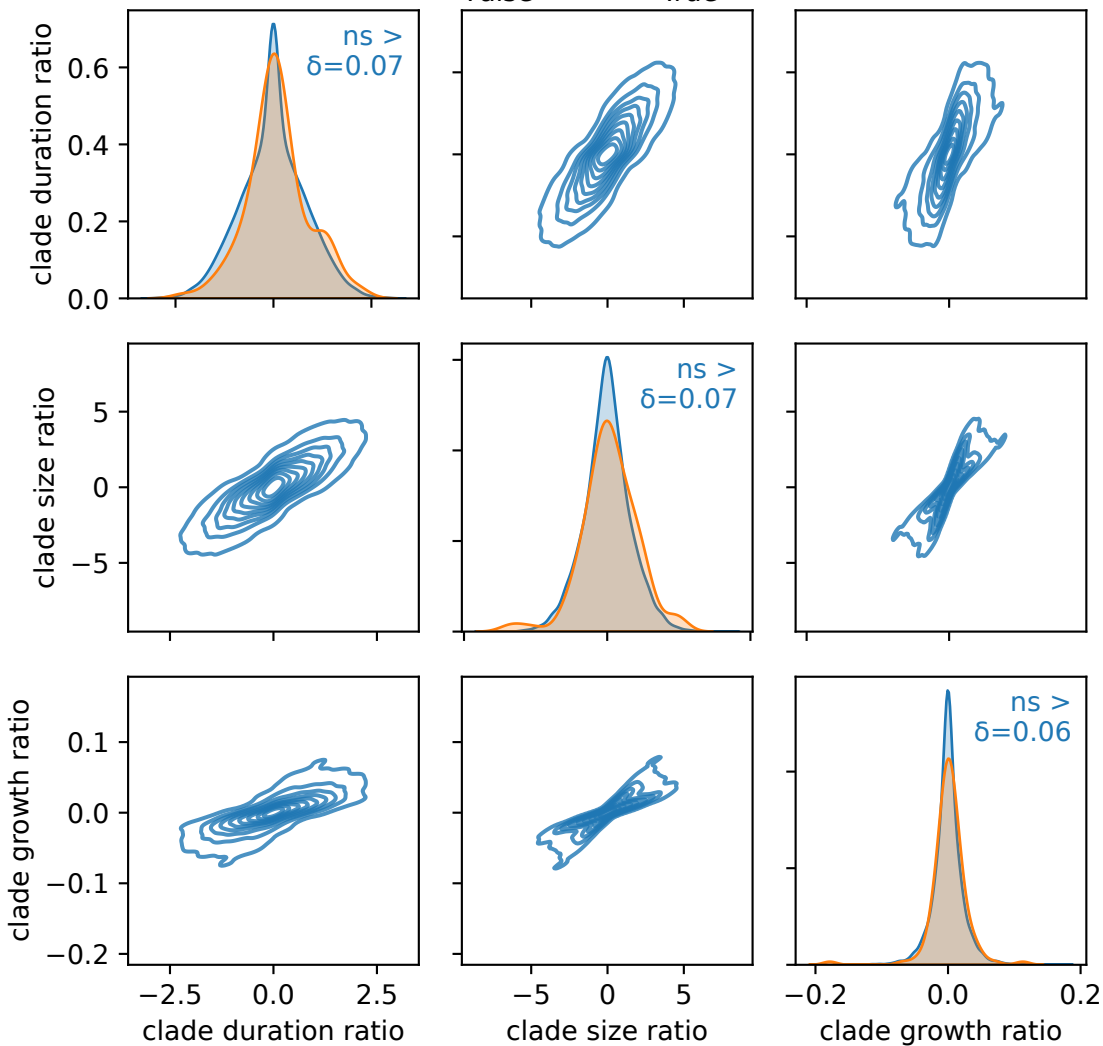 clade duration ratio
0.6
0.4
0.2
0.0
ns >
δ=0.07
clade size ratio
5
0
−5
ns >
δ=0.07
clade growth ratio
0.1
0.0
−0.1
−0.2
ns >
δ=0.06
−2.5 0.0 2.5
−5 0 5
−0.2 0.0 0.2
clade duration ratio
clade size ratio
clade growth ratio